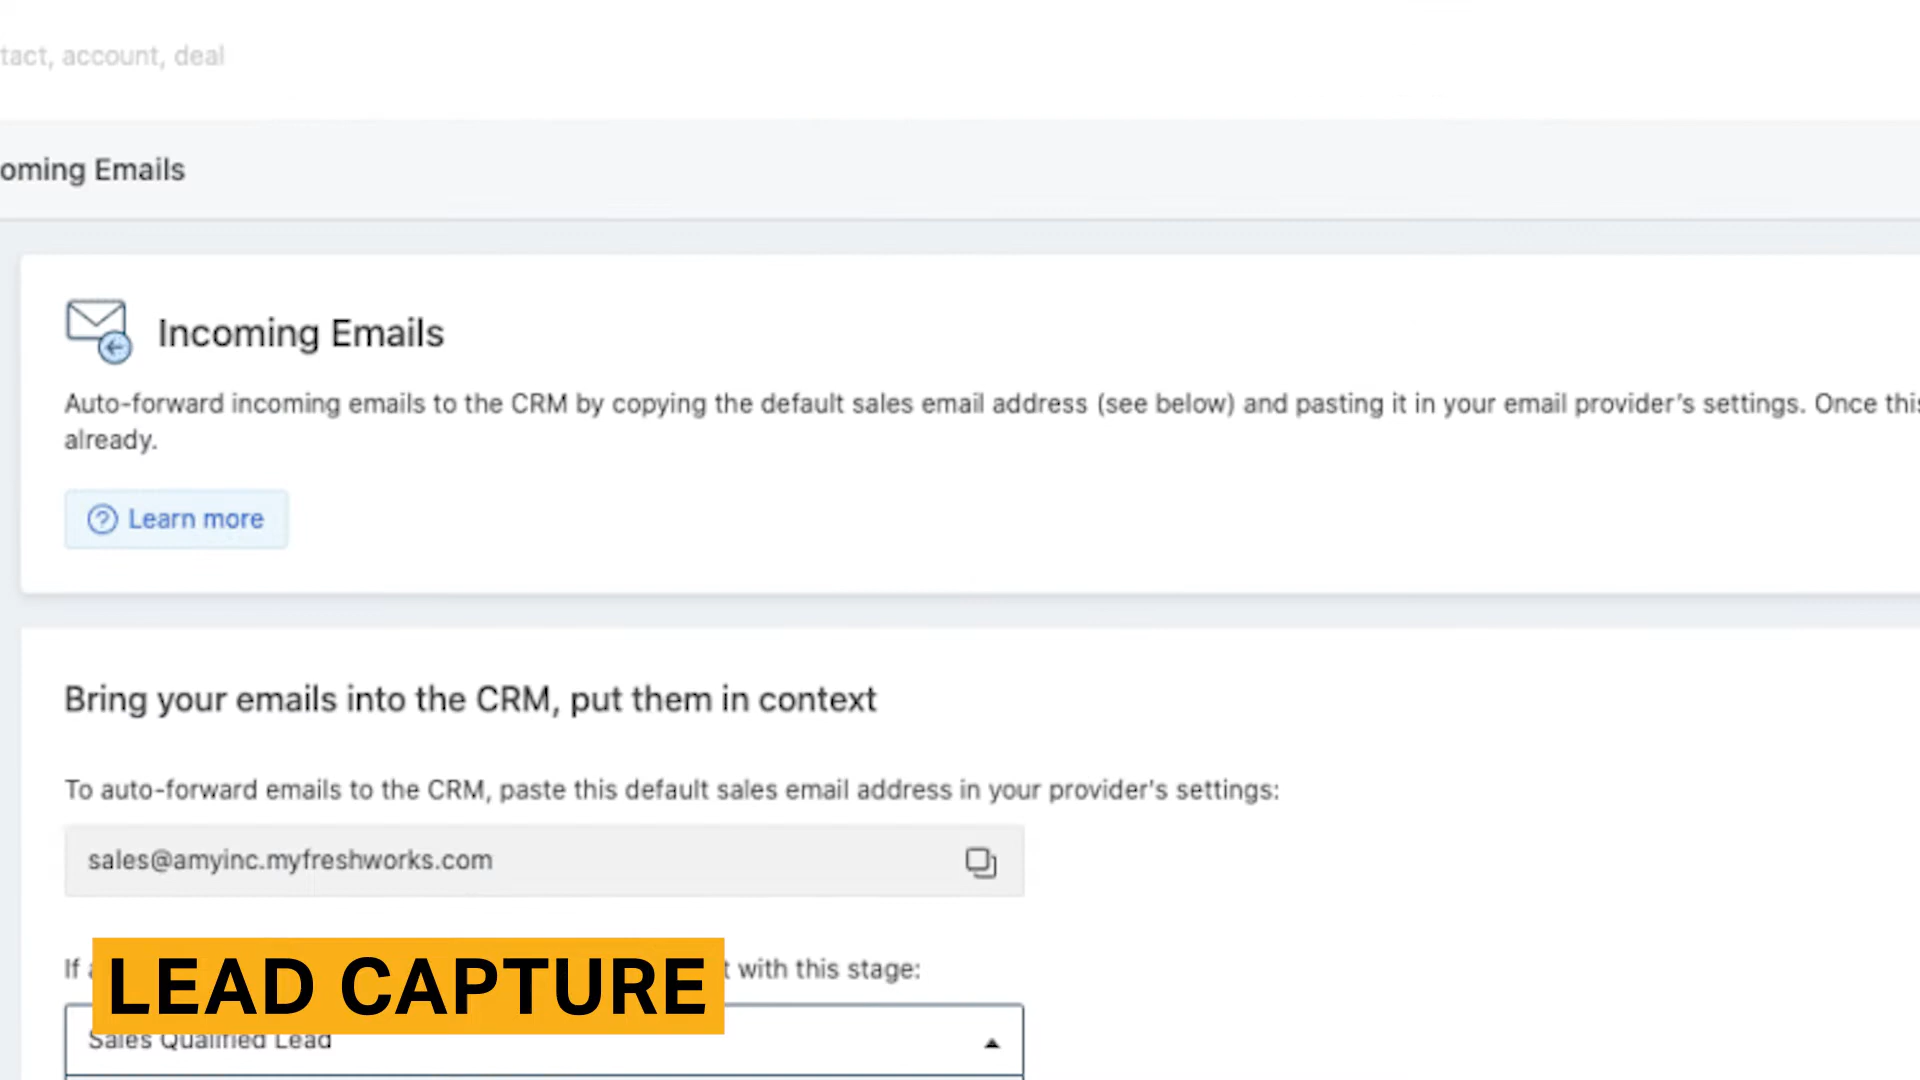 tact, account, deal
oming Emails
Incoming Emails
Auto-forward incoming emails to the CRM by copying the default sales email address (see below) and pasting it in your email provider's settings. Once this
already.
Learn more
Bring your emails into the CRM, put them in context
To auto-forward emails to the CRM, paste this default sales email address in your provider's settings:
sales@amyinc.myfreshworks.com
If t with this stage:
LEAD CAPTURE
Sales Qualified Lead